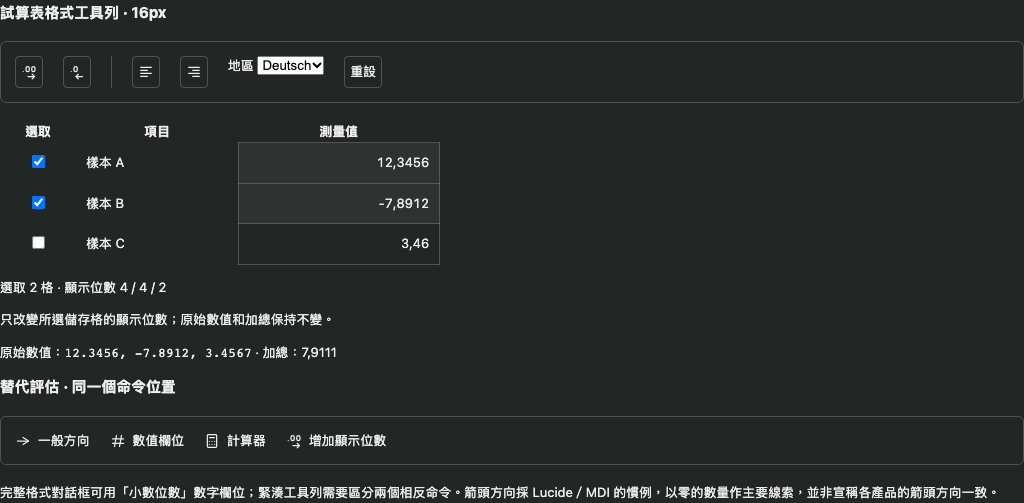 試算表格式工具列 · 16px
.00 .0 地區 Deutsch 重設
選取 項目 測量值
樣本 A 12,3456
樣本 B -7,8912
樣本 C 3,46
選取 2 格 · 顯示位數 4 / 4 / 2
只改變所選儲存格的顯示位數；原始數值和加總保持不變。
原始數值：12.3456, -7.8912, 3.4567 · 加總：7,9111
替代評估 · 同一個命令位置
一般方向 數值欄位 計算器 .00 增加顯示位數
完整格式對話框可用「小數位數」數字欄位；緊湊工具列需要區分兩個相反命令。箭頭方向採 Lucide / MDI 的慣例，以零的數量作主要線索，並非宣稱各產品的箭頭方向一致。